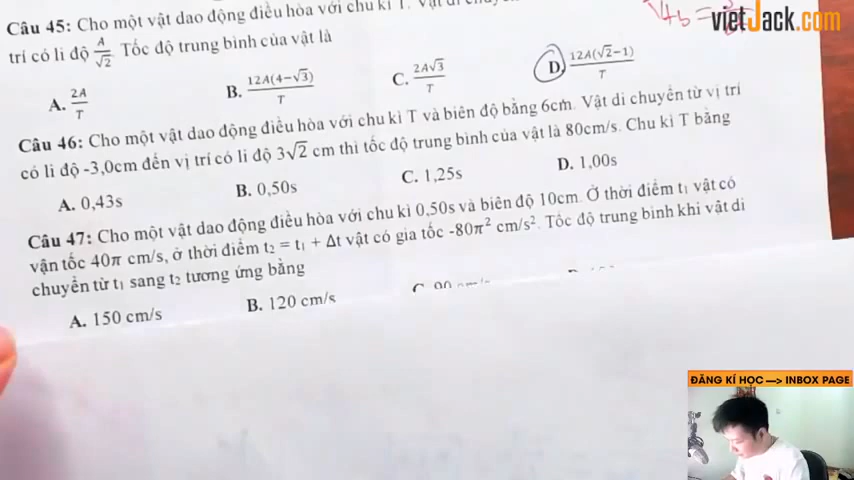 Câu 45: Cho một vật dao động điều hòa với chu kì T. Vật di
vietJack.com
trí có li độ A/√2. Tốc độ trung bình của vật là
A. 2A/T B. 12A(4−√3)/T C. 2A√3/T D. 12A(√2−1)/T
Câu 46: Cho một vật dao động điều hòa với chu kì T và biên độ bằng 6cm. Vật di chuyển từ vị trí
có li độ -3,0cm đến vị trí có li độ 3√2 cm thì tốc độ trung bình của vật là 80cm/s. Chu kì T bằng
A. 0,43s B. 0,50s C. 1,25s D. 1,00s
Câu 47: Cho một vật dao động điều hòa với chu kì 0,50s và biên độ 10cm. Ở thời điểm t₁ vật có
vận tốc 40π cm/s, ở thời điểm t₂ = t₁ + Δt vật có gia tốc -80π² cm/s². Tốc độ trung bình khi vật di
chuyển từ t₁ sang t₂ tương ứng bằng
A. 150 cm/s B. 120 cm/s
ĐĂNG KÍ HỌC —> INBOX PAGE